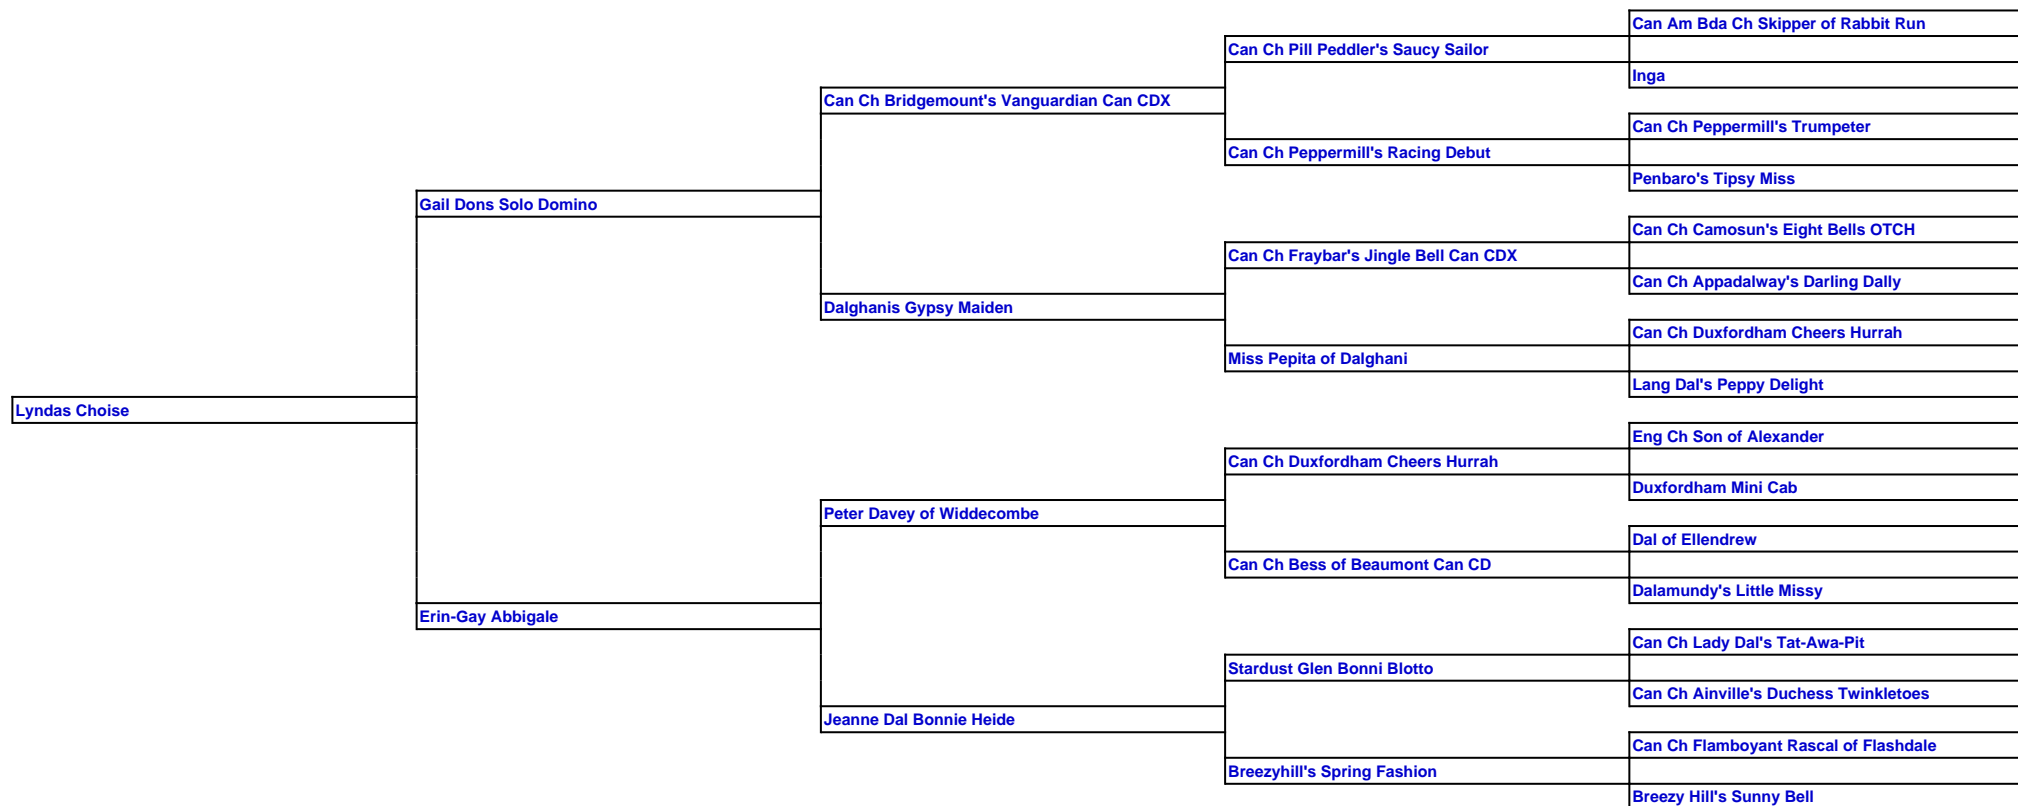 Can Am Bda Ch Skipper of Rabbit Run
Can Ch Pill Peddler's Saucy Sailor
Inga
Can Ch Bridgemount's Vanguardian Can CDX
Can Ch Peppermill's Trumpeter
Can Ch Peppermill's Racing Debut
Penbaro's Tipsy Miss
Gail Dons Solo Domino
Can Ch Camosun's Eight Bells OTCH
Can Ch Fraybar's Jingle Bell Can CDX
Can Ch Appadalway's Darling Dally
Dalghanis Gypsy Maiden
Can Ch Duxfordham Cheers Hurrah
Miss Pepita of Dalghani
Lang Dal's Peppy Delight
Lyndas Choise
Eng Ch Son of Alexander
Can Ch Duxfordham Cheers Hurrah
Duxfordham Mini Cab
Peter Davey of Widdecombe
Dal of Ellendrew
Can Ch Bess of Beaumont Can CD
Dalamundy's Little Missy
Erin-Gay Abbigale
Can Ch Lady Dal's Tat-Awa-Pit
Stardust Glen Bonni Blotto
Can Ch Ainville's Duchess Twinkletoes
Jeanne Dal Bonnie Heide
Can Ch Flamboyant Rascal of Flashdale
Breezyhill's Spring Fashion
Breezy Hill's Sunny Bell